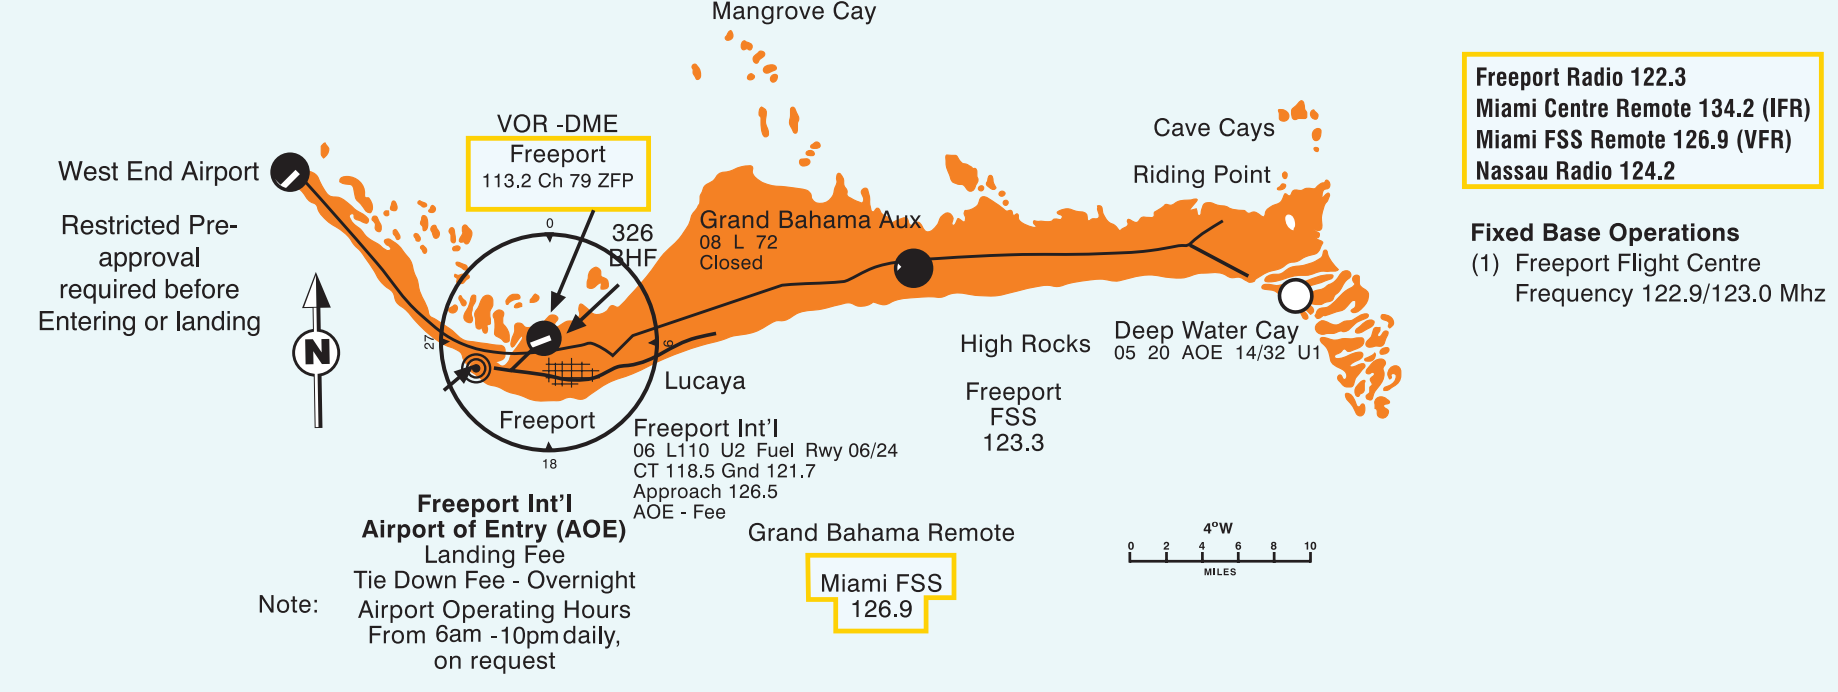 Mangrove Cay
Freeport Radio 122.3
Miami Centre Remote 134.2 (IFR)
Miami FSS Remote 126.9 (VFR)
Nassau Radio 124.2
VOR -DME
Freeport
113.2 Ch 79 ZFP
Cave Cays
West End Airport
Riding Point
Restricted Pre-
approval
required before
Entering or landing
0
326
BHF
Grand Bahama Aux
08 L 72
Closed
Fixed Base Operations
(1) Freeport Flight Centre
Frequency 122.9/123.0 Mhz
N
27
9
High Rocks
Deep Water Cay
05 20 AOE 14/32 U1
Lucaya
Freeport
FSS
123.3
Freeport
18
Freeport Int'l
06 L110 U2 Fuel Rwy 06/24
CT 118.5 Gnd 121.7
Approach 126.5
AOE - Fee
Freeport Int'l
Airport of Entry (AOE)
Landing Fee
Tie Down Fee - Overnight
Note: Airport Operating Hours
From 6am -10pm daily,
on request
Grand Bahama Remote
Miami FSS
126.9
4°W
0 2 4 6 8 10
MILES